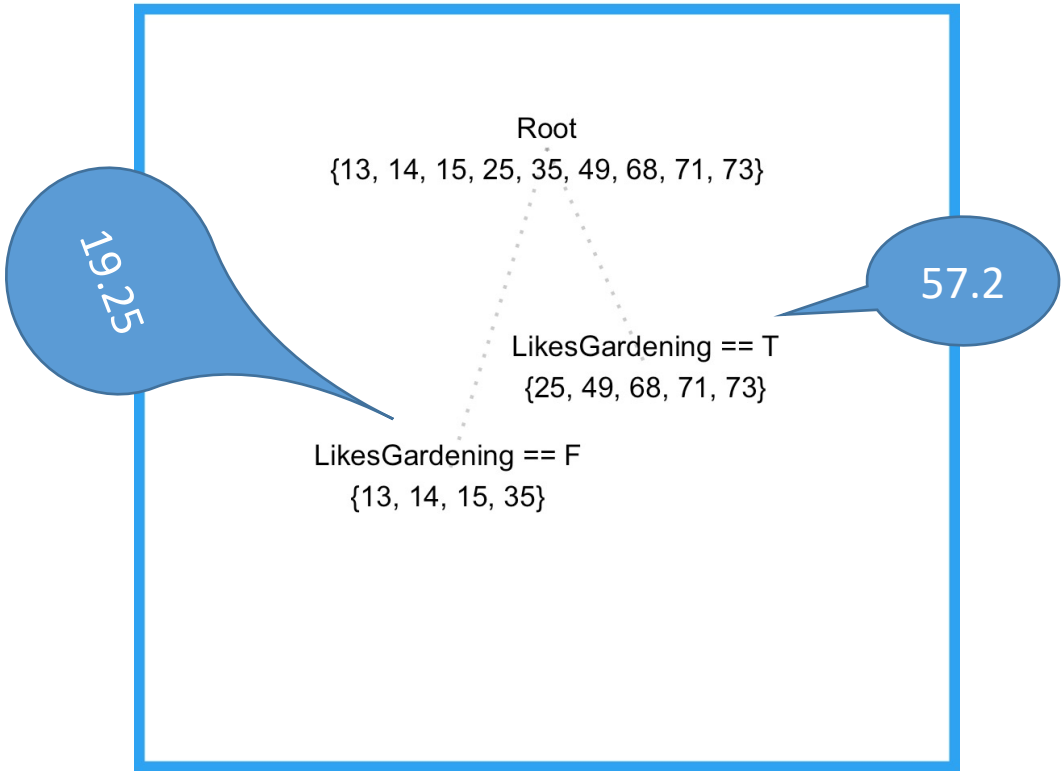 Root
{13, 14, 15, 25, 35, 49, 68, 71, 73}
19.25
57.2
LikesGardening == T
{25, 49, 68, 71, 73}
LikesGardening == F
{13, 14, 15, 35}